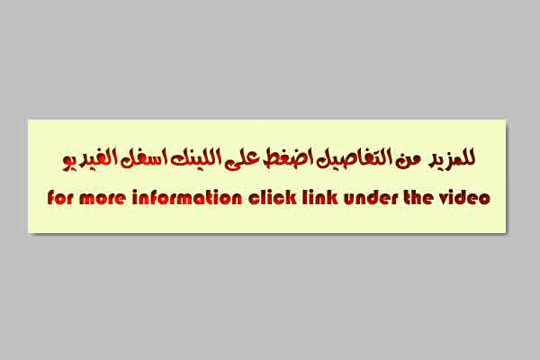 للمزيد من التفاصيل اضغط على اللينك اسفل الفيديو
for more information click link under the video